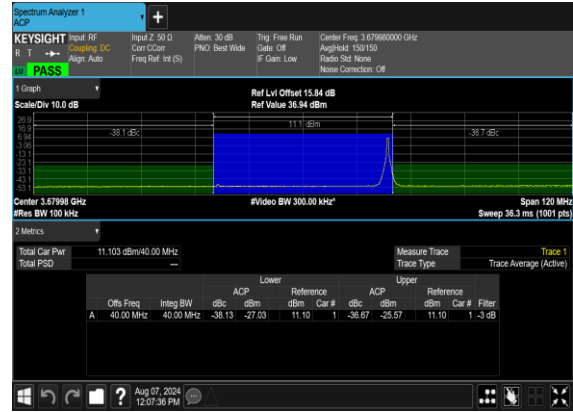 Spectrum Analyzer 1
ACP
+
KEYSIGHT Input: RF Input Z: 50 Ω Atten: 30 dB Trig: Free Run Center Freq: 3.679980000 GHz
R T Coupling: DC Corr CCorr PNO: Best Wide Gate: Off Avg|Hold: 150/150
Align: Auto Freq Ref: Int (S) IF Gain: Low Radio Std: None
PASS Noise Correction: Off
1 Graph Ref Lvl Offset 15.84 dB
Scale/Div 10.0 dB Ref Value 36.94 dBm
26.9
16.9 11.1 dBm
6.94 -38.1 dBc -36.7 dBc
-3.06
-13.1
-23.1
-33.1
-43.1
-53.1
Center 3.67998 GHz #Video BW 300.00 kHz* Span 120 MHz
#Res BW 100 kHz Sweep 36.3 ms (1001 pts)
2 Metrics
Total Car Pwr 11.103 dBm/40.00 MHz Measure Trace Trace 1
Total PSD --- Trace Type Trace Average (Active)
Lower Upper
ACP Reference ACP Reference
Offs Freq Integ BW dBc dBm dBm Car # dBc dBm dBm Car # Filter
A 40.00 MHz 40.00 MHz -38.13 -27.03 11.10 1 -36.67 -25.57 11.10 1 -3 dB
? Aug 07, 2024
12:07:36 PM